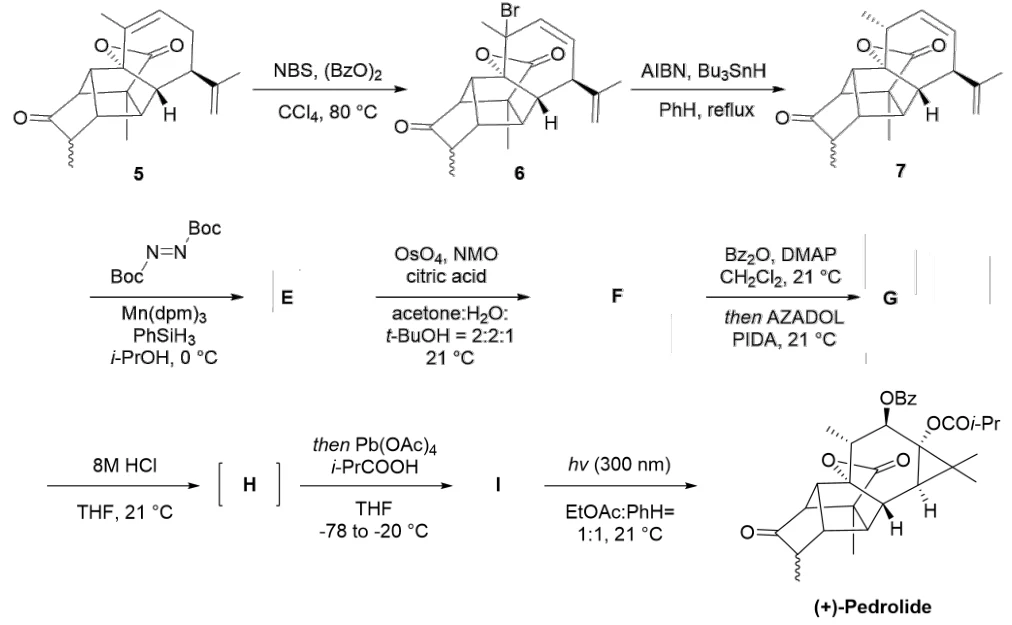 O
O
O
5
NBS, (BzO)2
CCl4, 80 °C
Br
O
O
O
H
6
AIBN, Bu3SnH
PhH, reflux
O
O
O
H
7
H
Boc
N=N
Boc
Mn(dpm)3
PhSiH3
i-PrOH, 0 °C
E
OsO4, NMO
citric acid
acetone:H2O:
t-BuOH = 2:2:1
21 °C
F
Bz2O, DMAP
CH2Cl2, 21 °C
then AZADOL
PIDA, 21 °C
G
8M HCl
THF, 21 °C
[ H ]
then Pb(OAc)4
i-PrCOOH
THF
-78 to -20 °C
I
hv (300 nm)
EtOAc:PhH=
1:1, 21 °C
OBz
OCOi-Pr
O
O
O
H
H
(+)-Pedrolide